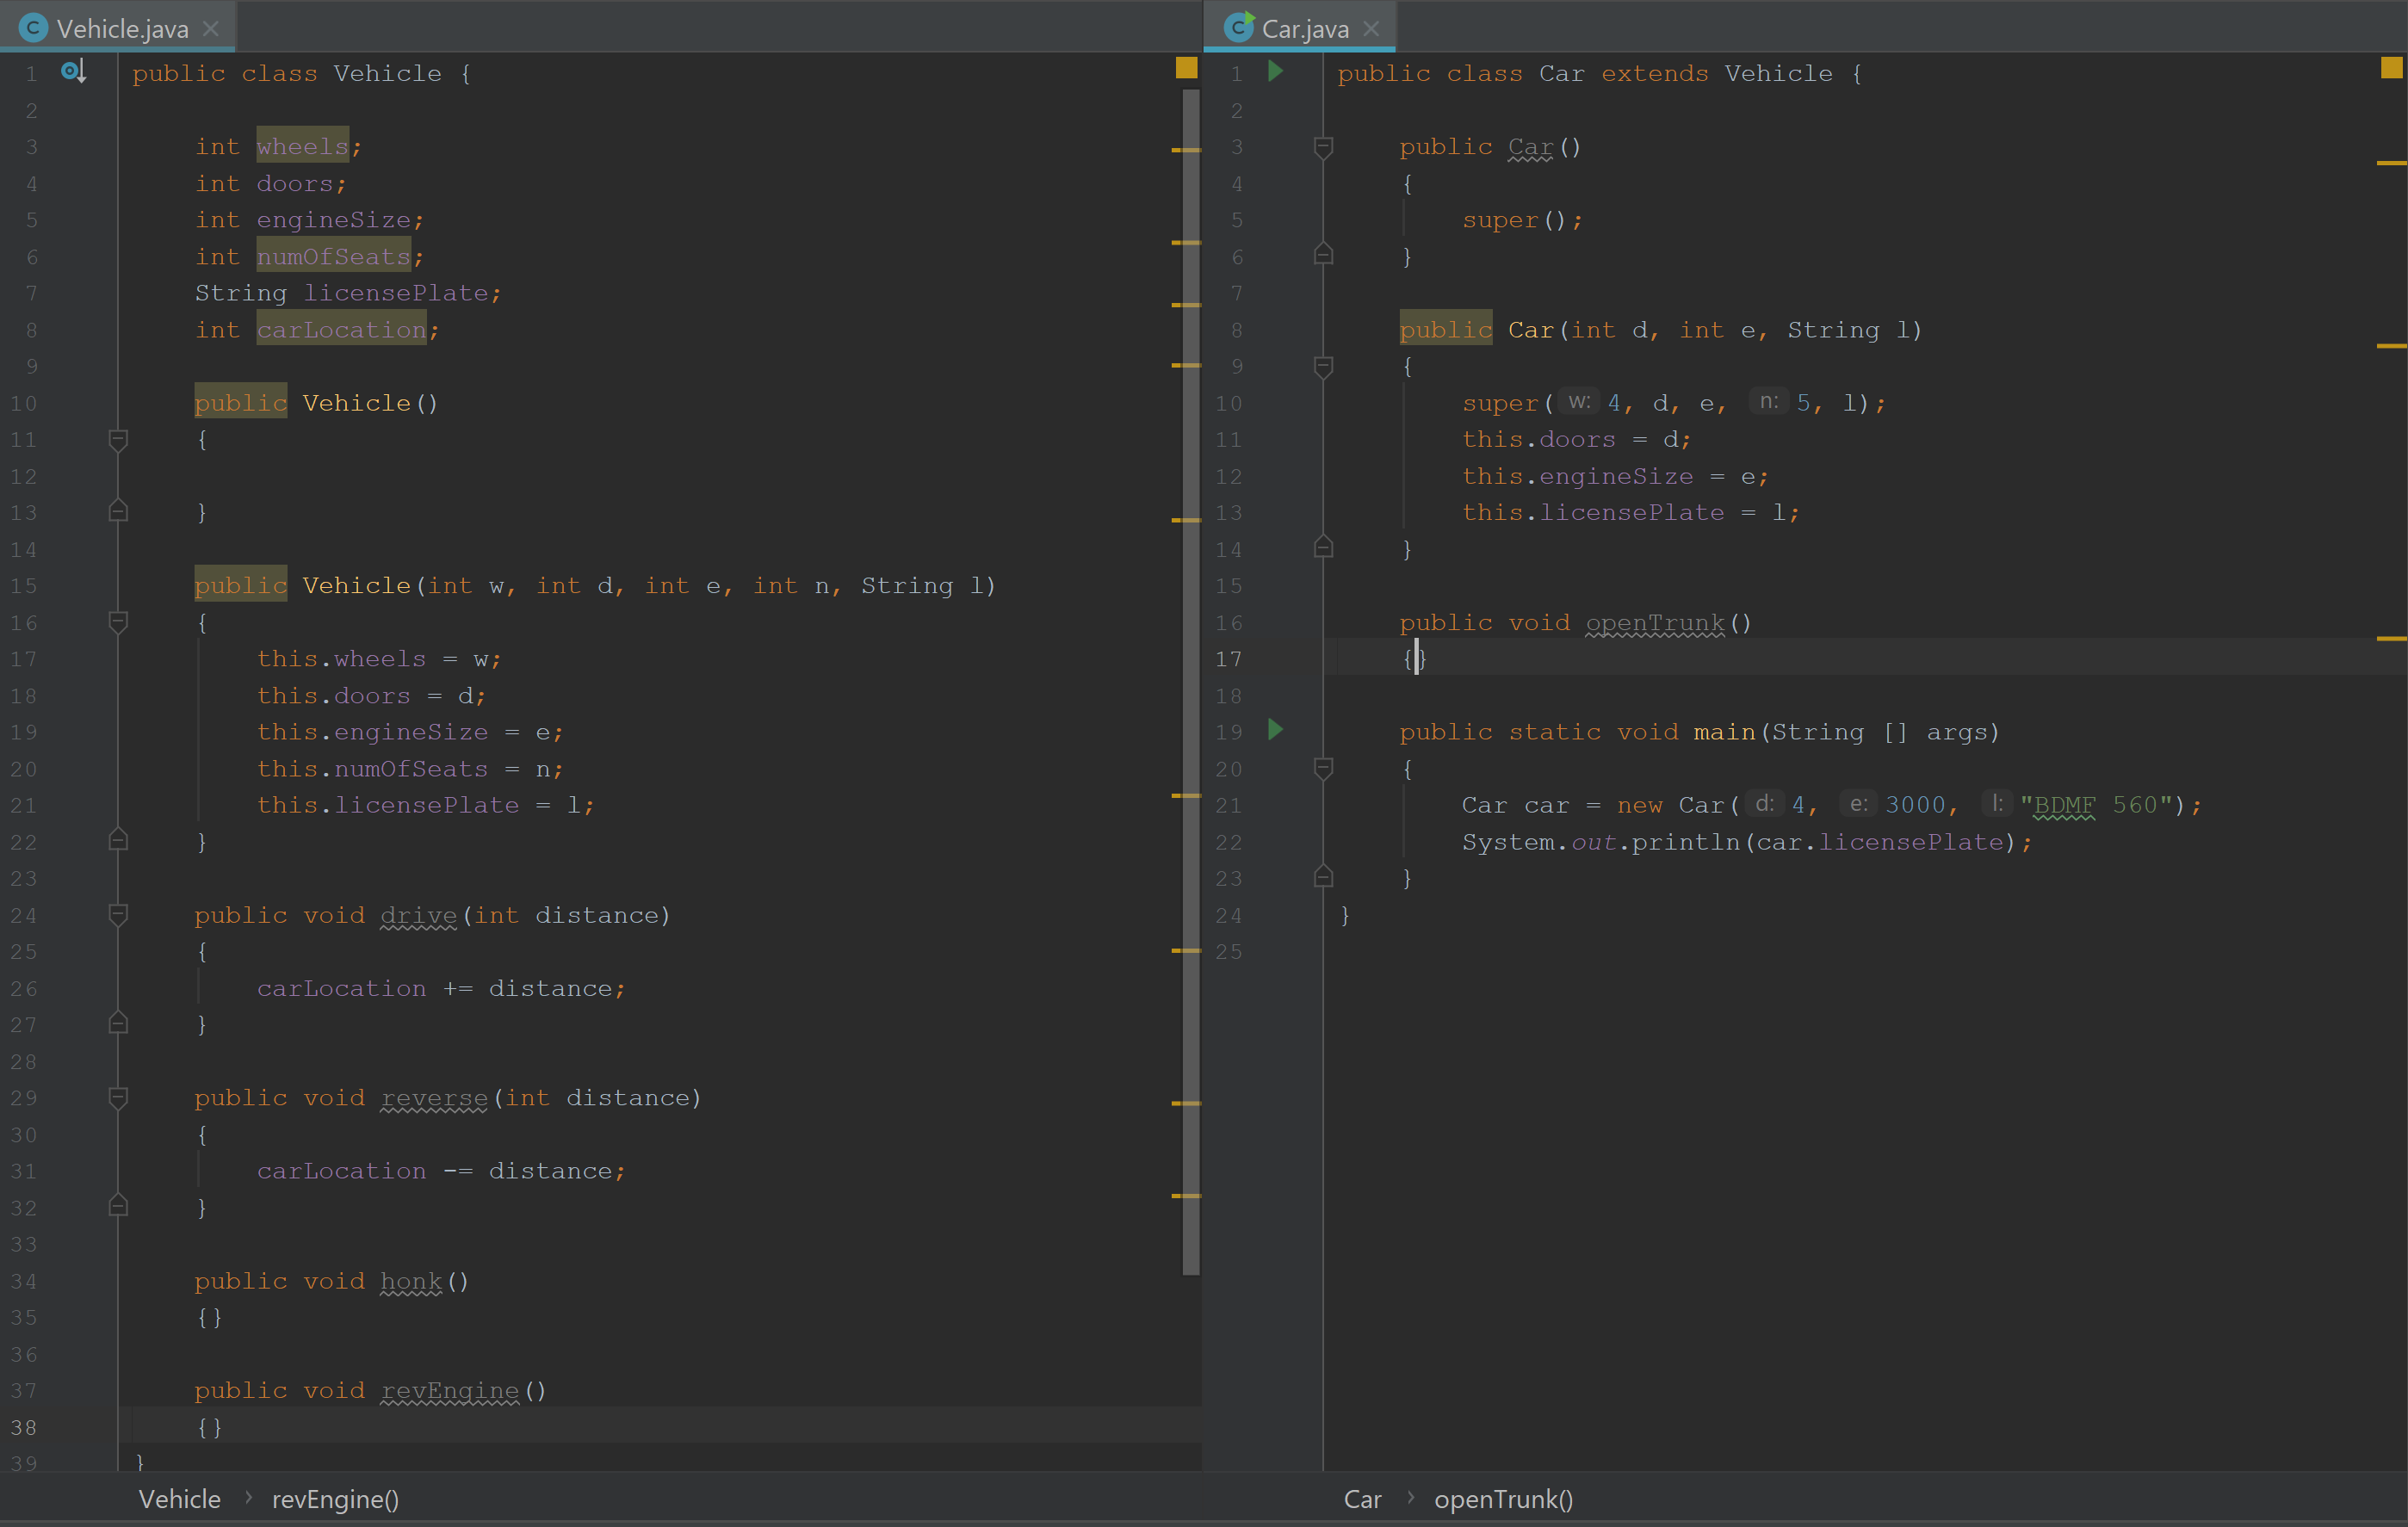 Vehicle.java
1 public class Vehicle {
2
3 int wheels;
4 int doors;
5 int engineSize;
6 int numOfSeats;
7 String licensePlate;
8 int carLocation;
9
10 public Vehicle()
11 {
12
13 }
14
15 public Vehicle(int w, int d, int e, int n, String l)
16 {
17 this.wheels = w;
18 this.doors = d;
19 this.engineSize = e;
20 this.numOfSeats = n;
21 this.licensePlate = l;
22 }
23
24 public void drive(int distance)
25 {
26 carLocation += distance;
27 }
28
29 public void reverse(int distance)
30 {
31 carLocation -= distance;
32 }
33
34 public void honk()
35 {}
36
37 public void revEngine()
38 {}
39 }
Vehicle › revEngine()
Car.java
1 public class Car extends Vehicle {
2
3 public Car()
4 {
5 super();
6 }
7
8 public Car(int d, int e, String l)
9 {
10 super( w: 4, d, e, n: 5, l);
11 this.doors = d;
12 this.engineSize = e;
13 this.licensePlate = l;
14 }
15
16 public void openTrunk()
17 {}
18
19 public static void main(String [] args)
20 {
21 Car car = new Car( d: 4, e: 3000, l: "BDMF 560");
22 System.out.println(car.licensePlate);
23 }
24 }
25
Car › openTrunk()